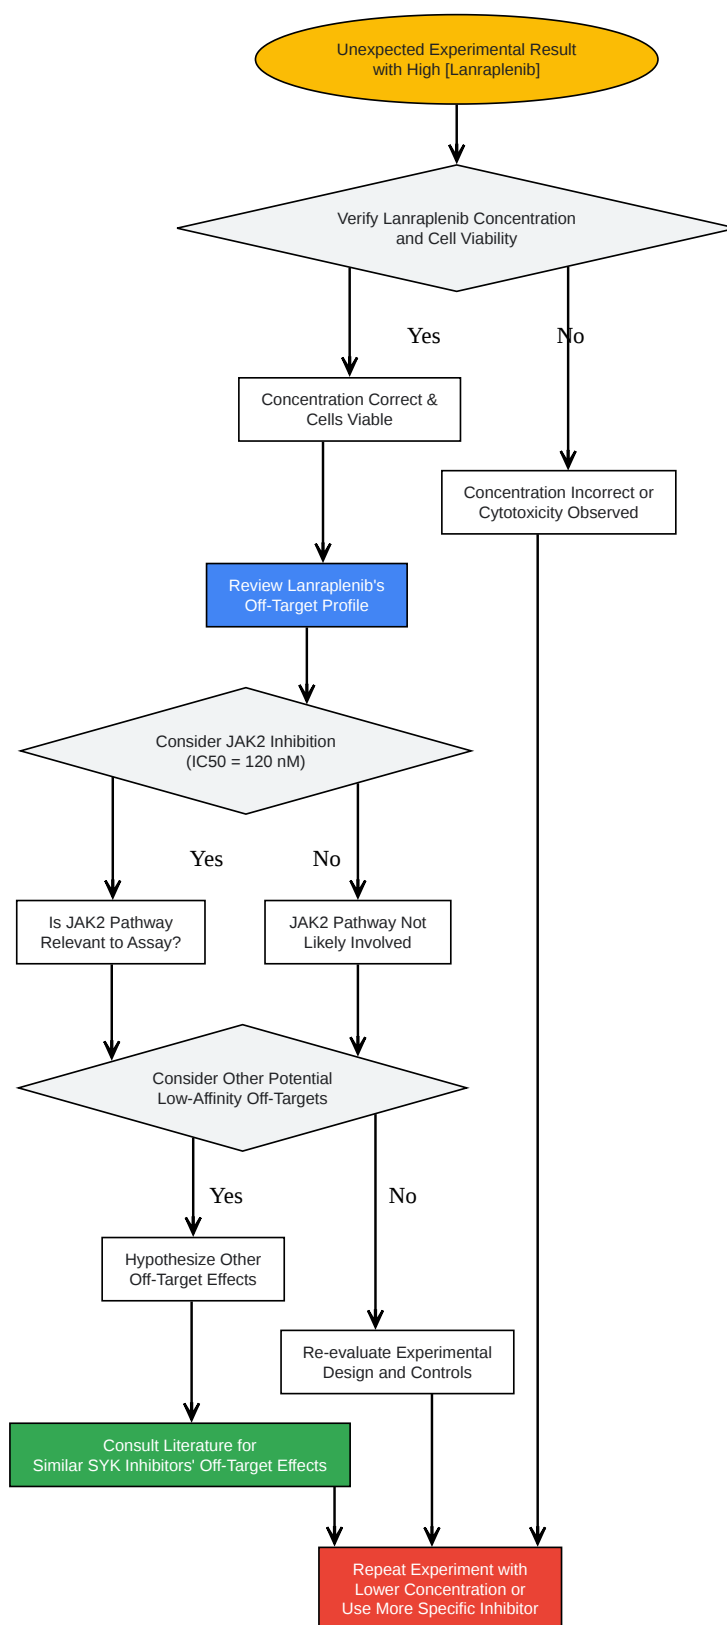 Unexpected Experimental Result
with High [Lanraplenib]
Verify Lanraplenib Concentration
and Cell Viability
Yes
No
Concentration Correct &
Cells Viable
Concentration Incorrect or
Cytotoxicity Observed
Review Lanraplenib's
Off-Target Profile
Consider JAK2 Inhibition
(IC50 = 120 nM)
Yes
No
Is JAK2 Pathway
Relevant to Assay?
JAK2 Pathway Not
Likely Involved
Consider Other Potential
Low-Affinity Off-Targets
Yes
No
Hypothesize Other
Off-Target Effects
Re-evaluate Experimental
Design and Controls
Consult Literature for
Similar SYK Inhibitors' Off-Target Effects
Repeat Experiment with
Lower Concentration or
Use More Specific Inhibitor